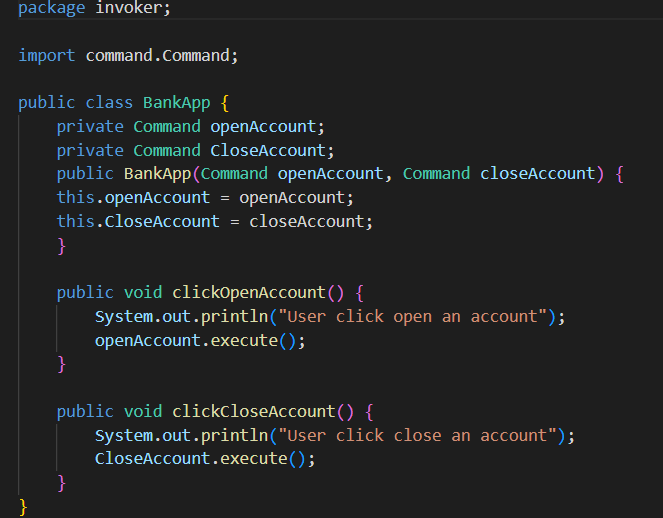 package invoker;
import command.Command;
public class BankApp {
private Command openAccount;
private Command CloseAccount;
public BankApp(Command openAccount, Command closeAccount) {
this.openAccount = openAccount;
this.CloseAccount = closeAccount;
}
public void clickOpenAccount() {
System.out.println("User click open an account");
openAccount.execute();
}
public void clickCloseAccount() {
System.out.println("User click close an account");
CloseAccount.execute();
}
}